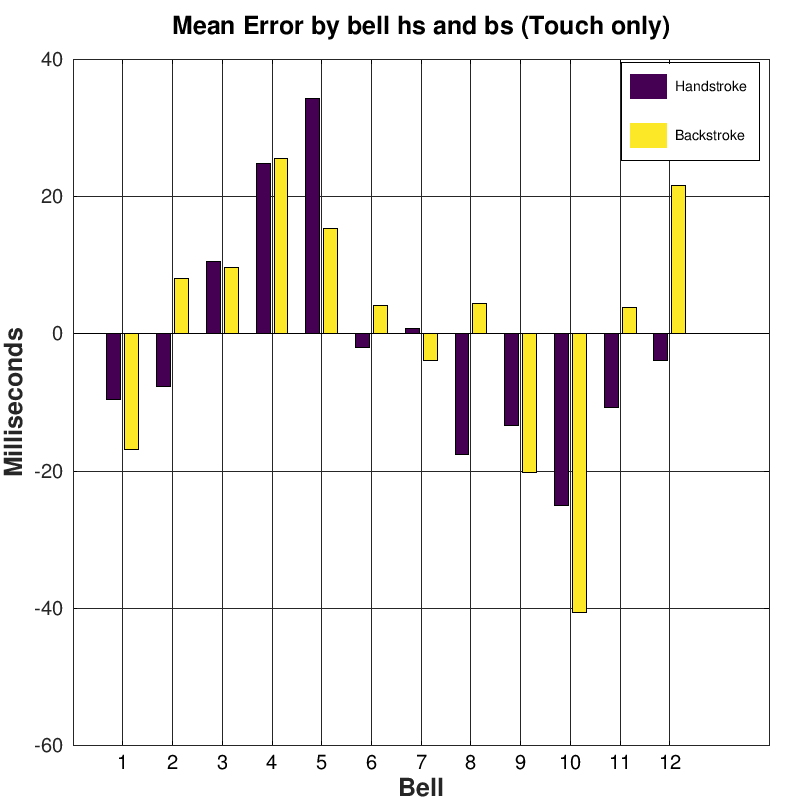 Mean Error by bell hs and bs (Touch only)
Handstroke
Backstroke
40
20
0
-20
-40
-60
Milliseconds
1 2 3 4 5 6 7 8 9 10 11 12
Bell